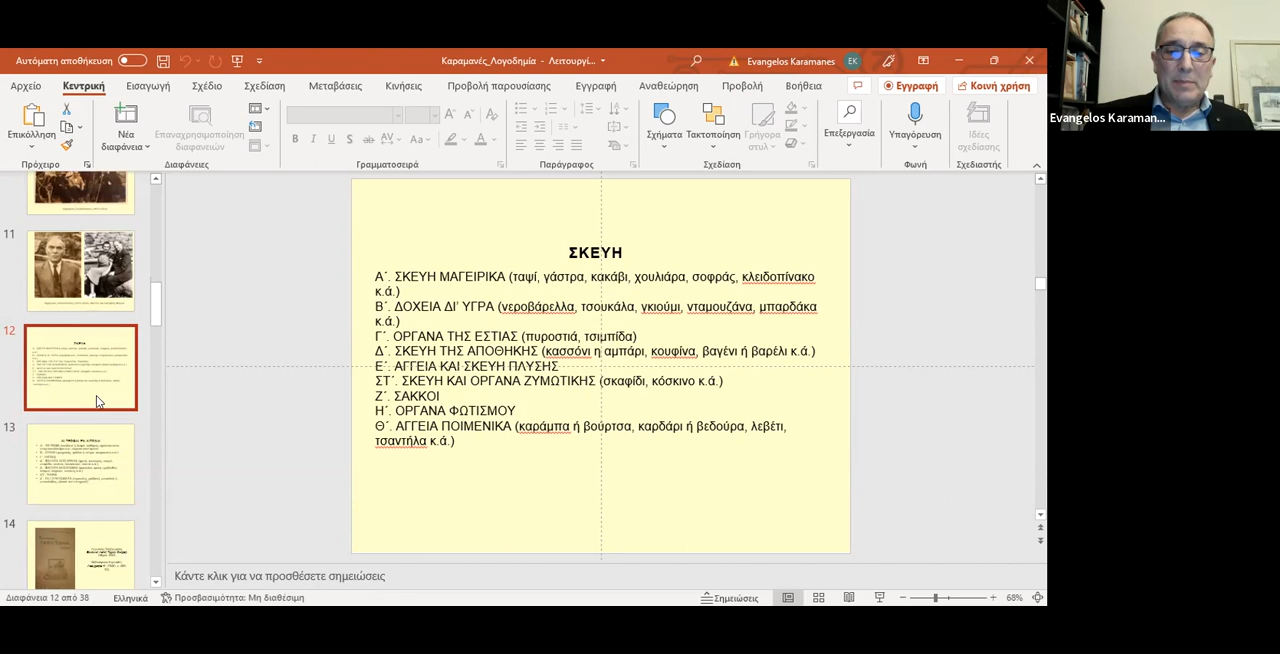 Αυτόματη αποθήκευση
Καραμανές_Λογοδημία - Λειτουργί...
Evangelos Karamanes
EK
Αρχείο Κεντρική Εισαγωγή Σχέδιο Σχεδίαση Μεταβάσεις Κινήσεις Προβολή παρουσίασης Εγγραφή Αναθεώρηση Προβολή Βοήθεια
Εγγραφή
Κοινή χρήση
Επικόλληση
Νέα
διαφάνεια
Επαναχρησιμοποίηση
διαφανειών
Σχήματα
Τακτοποίηση
Γρήγορα
στυλ
Επεξεργασία
Υπαγόρευση
Ιδέες
σχεδίασης
Πρόχειρο
Διαφάνειες
Γραμματοσειρά
Παράγραφος
Σχεδίαση
Φωνή
Σχεδιαστής
11
12
13
14
ΣΚΕΥΗ
Α΄. ΣΚΕΥΗ ΜΑΓΕΙΡΙΚΑ (ταψί, γάστρα, κακάβι, χουλιάρα, σοφράς, κλειδοπίνακο
κ.ά.)
Β΄. ΔΟΧΕΙΑ ΔΙ' ΥΓΡΑ (νεροβάρελλα, τσουκάλα, γκιούμι, νταμουζάνα, μπαρδάκα
κ.ά.)
Γ΄. ΟΡΓΑΝΑ ΤΗΣ ΕΣΤΙΑΣ (πυροστιά, τσιμπίδα)
Δ΄. ΣΚΕΥΗ ΤΗΣ ΑΠΟΘΗΚΗΣ (κασσόνι η αμπάρι, κουφίνα, βαγένι ή βαρέλι κ.ά.)
Ε΄. ΑΓΓΕΙΑ ΚΑΙ ΣΚΕΥΗ ΠΛΥΣΗΣ
ΣΤ΄. ΣΚΕΥΗ ΚΑΙ ΟΡΓΑΝΑ ΖΥΜΩΤΙΚΗΣ (σκαφίδι, κόσκινο κ.ά.)
Ζ΄. ΣΑΚΚΟΙ
Η΄. ΟΡΓΑΝΑ ΦΩΤΙΣΜΟΥ
Θ΄. ΑΓΓΕΙΑ ΠΟΙΜΕΝΙΚΑ (καράμπα ή βούρτσα, καρδάρι ή βεδούρα, λεβέτι,
τσαντήλα κ.ά.)
Κάντε κλικ για να προσθέσετε σημειώσεις
Διαφάνεια 12 από 38
Ελληνικά
Προσβασιμότητα: Μη διαθέσιμη
Σημειώσεις
68%
Evangelos Karaman...